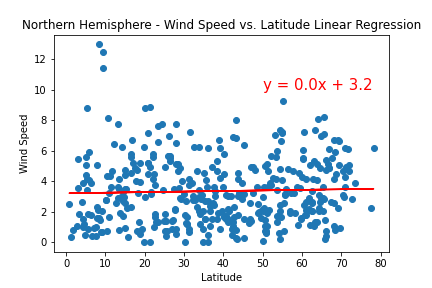 Northern Hemisphere - Wind Speed vs. Latitude Linear Regression
12
10
8
6
4
2
0
Wind Speed
y = 0.0x + 3.2
0 10 20 30 40 50 60 70 80
Latitude